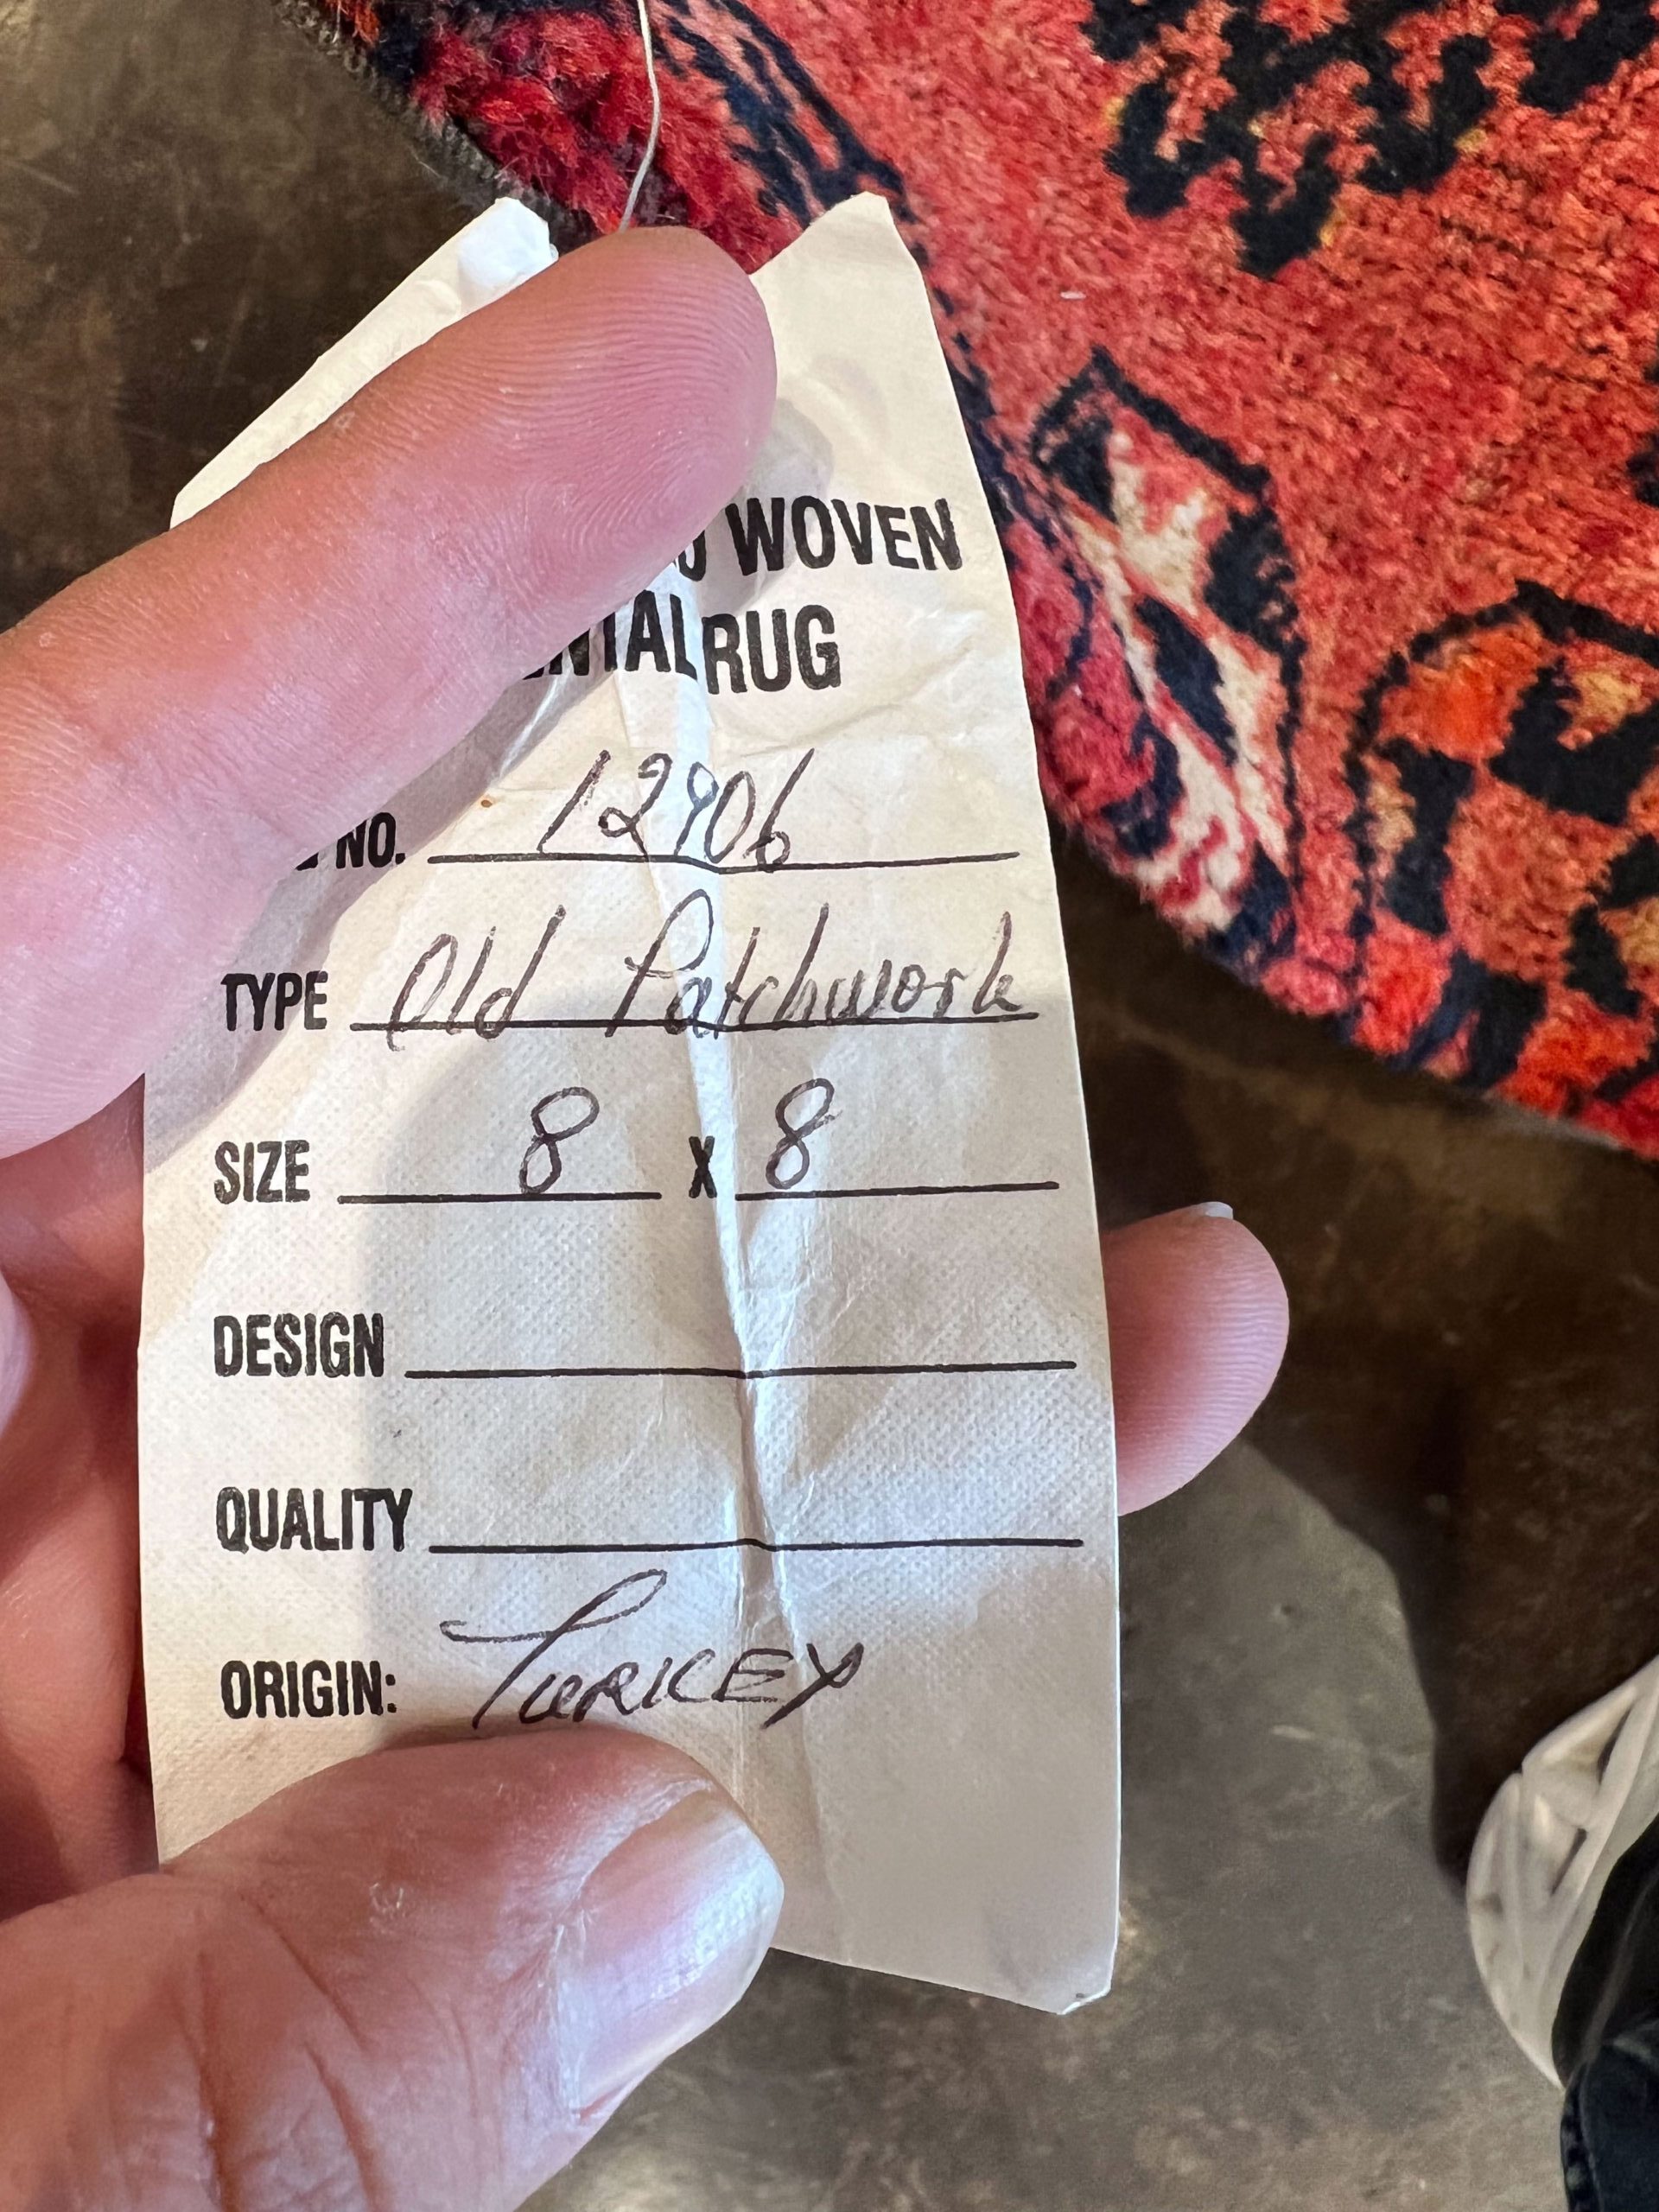 WOVEN
RUG
NO. 12906
TYPE Old Patchwork
SIZE 8 X 8
DESIGN
QUALITY
ORIGIN: TURKEY